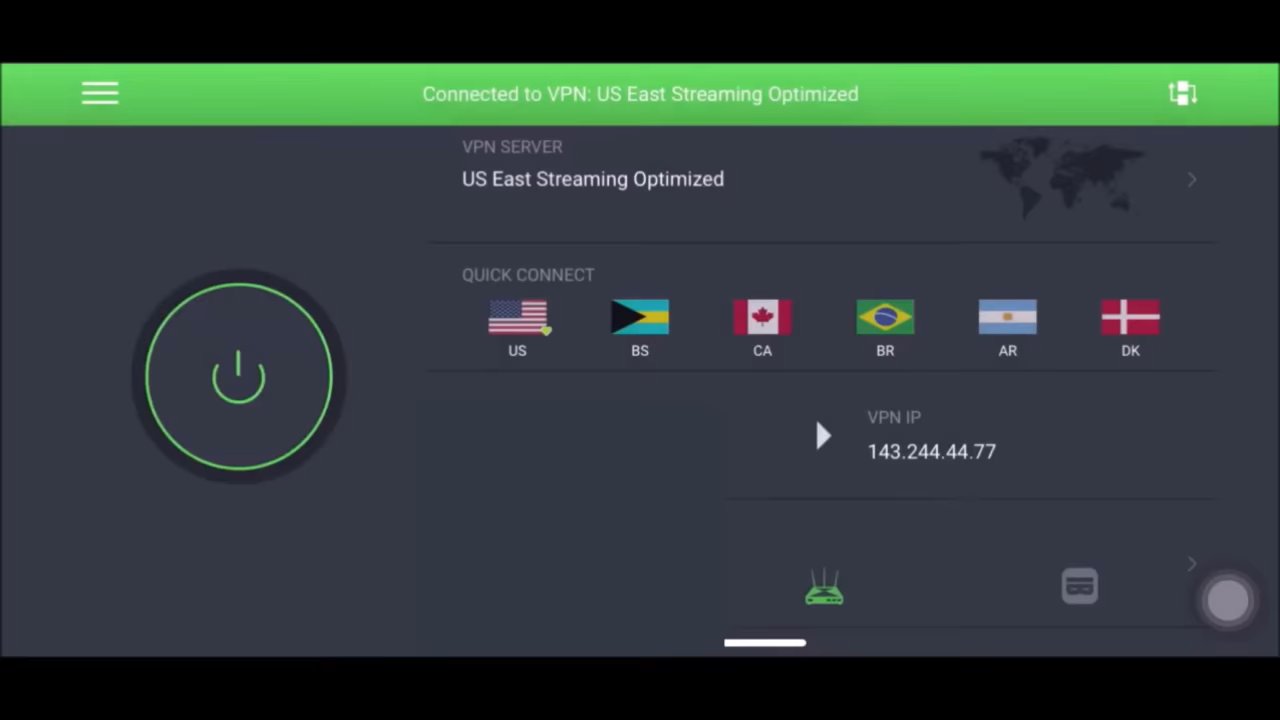 Connected to VPN: US East Streaming Optimized
VPN SERVER
US East Streaming Optimized
QUICK CONNECT
US BS CA BR AR DK
VPN IP
143.244.44.77